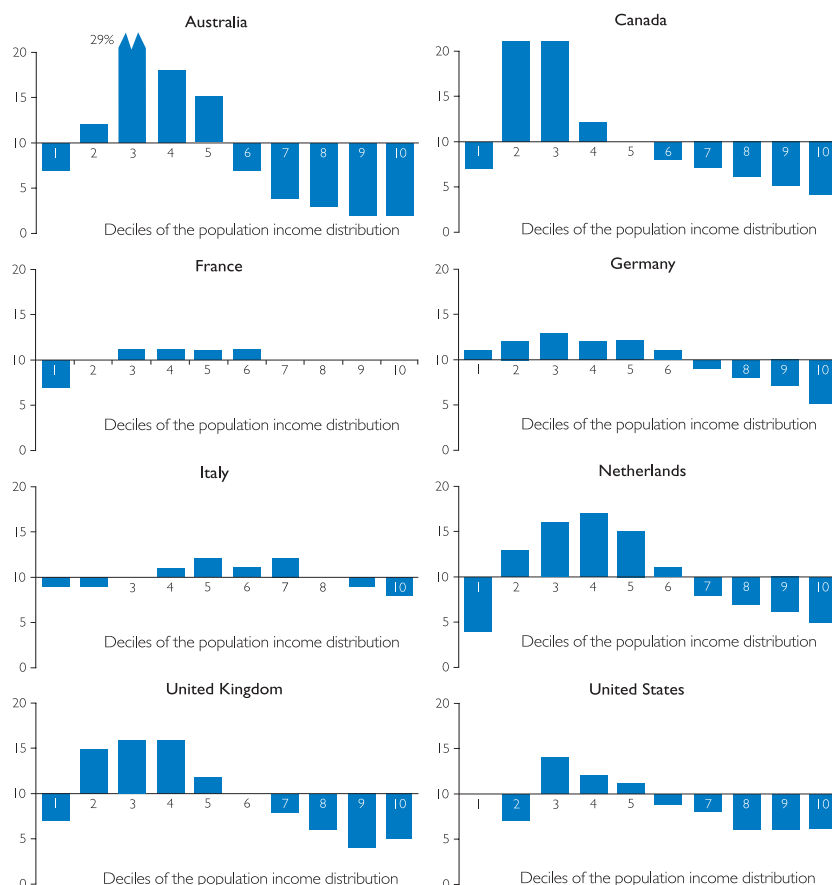 Australia
29%
20
15
10
5
0
1 2 3 4 5 6 7 8 9 10
Deciles of the population income distribution
Canada
20
15
10
5
0
1 2 3 4 5 6 7 8 9 10
Deciles of the population income distribution
France
20
15
10
5
0
1 2 3 4 5 6 7 8 9 10
Deciles of the population income distribution
Germany
20
15
10
5
0
1 2 3 4 5 6 7 8 9 10
Deciles of the population income distribution
Italy
20
15
10
5
0
3 4 5 6 7 8 10
Deciles of the population income distribution
Netherlands
20
15
10
5
0
1 2 3 4 5 6 7 8 9 10
Deciles of the population income distribution
United Kingdom
20
15
10
5
0
1 2 3 4 5 6 7 8 9 10
Deciles of the population income distribution
United States
20
15
10
5
0
1 2 3 4 5 6 7 8 9 10
Deciles of the population income distribution